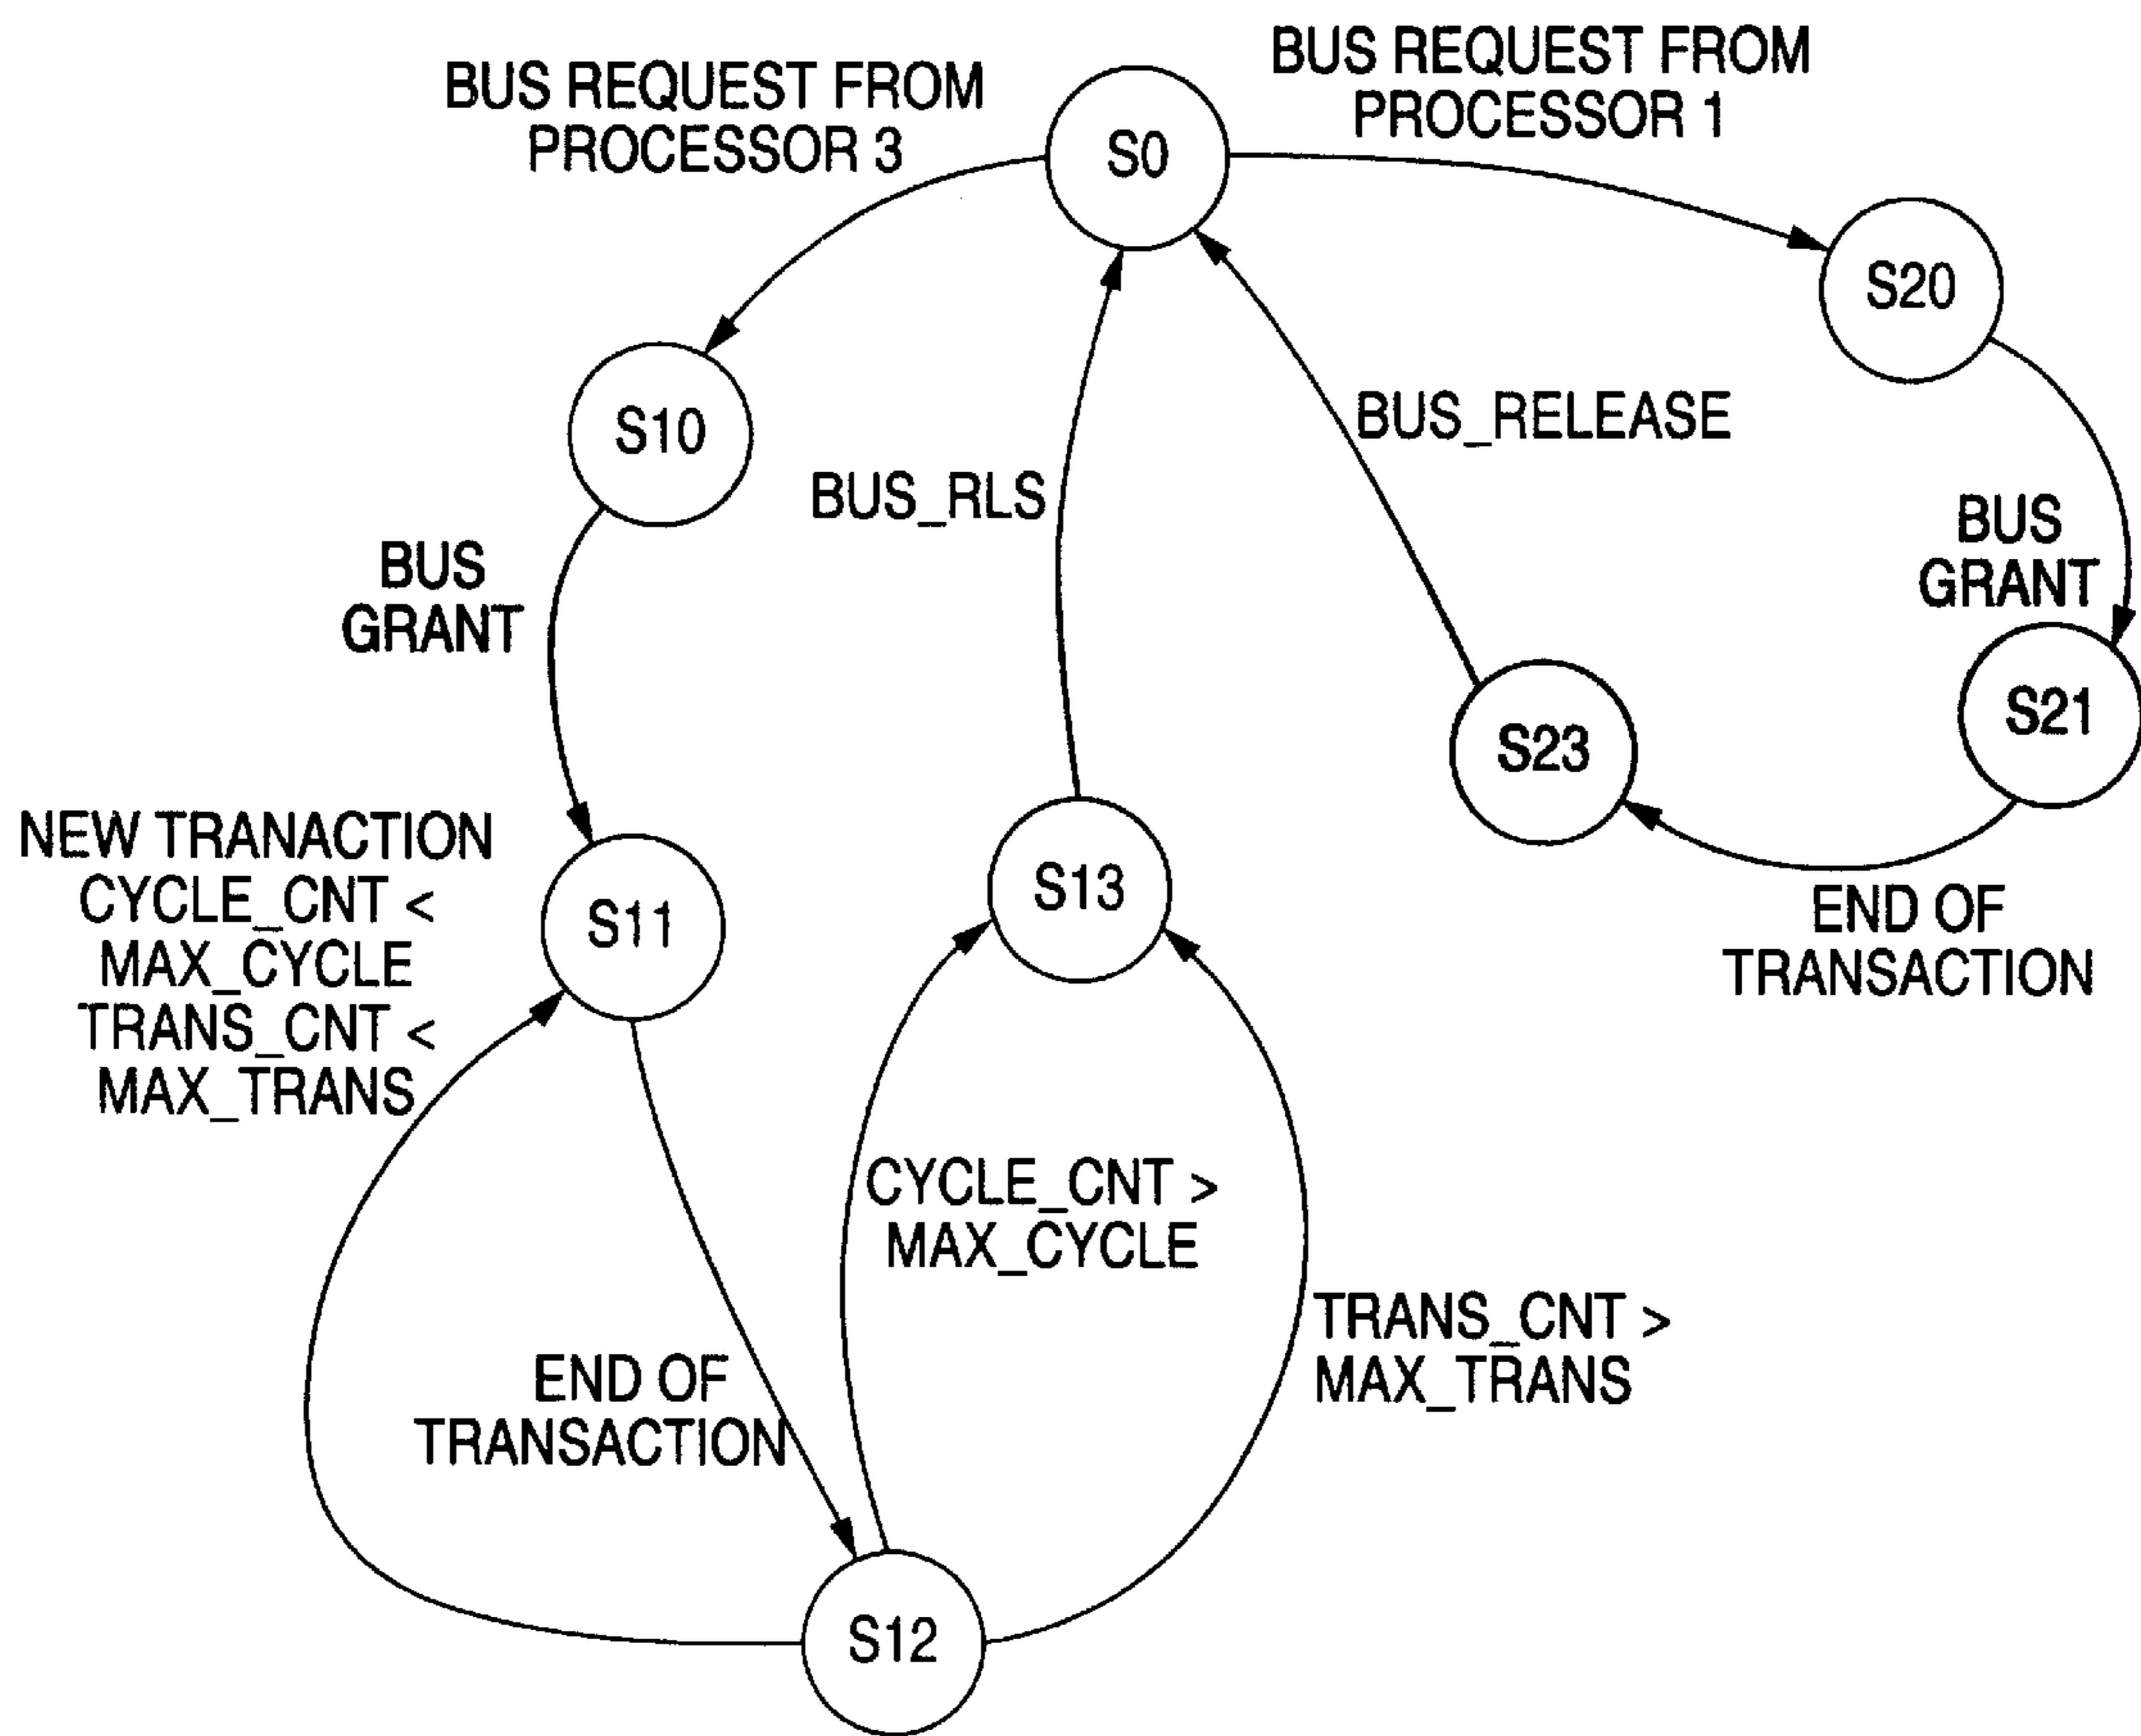 BUS REQUEST FROM
PROCESSOR 3
BUS REQUEST FROM
PROCESSOR 1
S0
S20
S10
BUS_RELEASE
BUS_RLS
BUS
GRANT
BUS
GRANT
S21
S23
NEW TRANACTION
CYCLE_CNT <
MAX_CYCLE
TRANS_CNT <
MAX_TRANS
S11
S13
END OF
TRANSACTION
CYCLE_CNT >
MAX_CYCLE
TRANS_CNT >
MAX_TRANS
END OF
TRANSACTION
S12